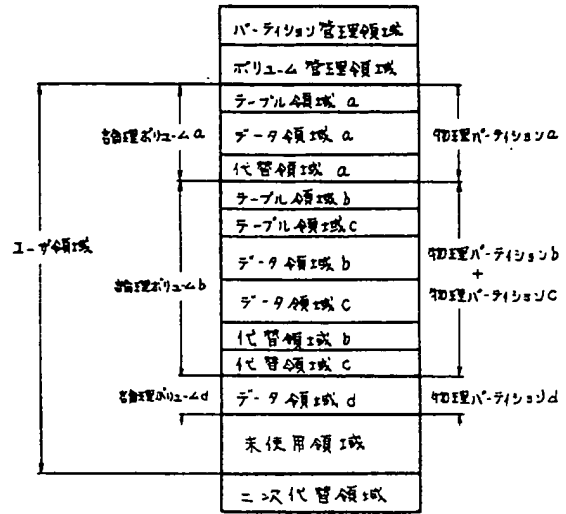 パーティション管理領域
ボリューム管理領域
テーブル領域 a
データ領域 a
代替領域 a
テーブル領域 b
テーブル領域 c
データ領域 b
データ領域 c
代替領域 b
代替領域 c
データ領域 d
未使用領域
二次代替領域
ユーザ領域
論理ボリューム a
論理ボリューム b
論理ボリューム d
物理パーティション a
物理パーティション b
+
物理パーティション c
物理パーティション d